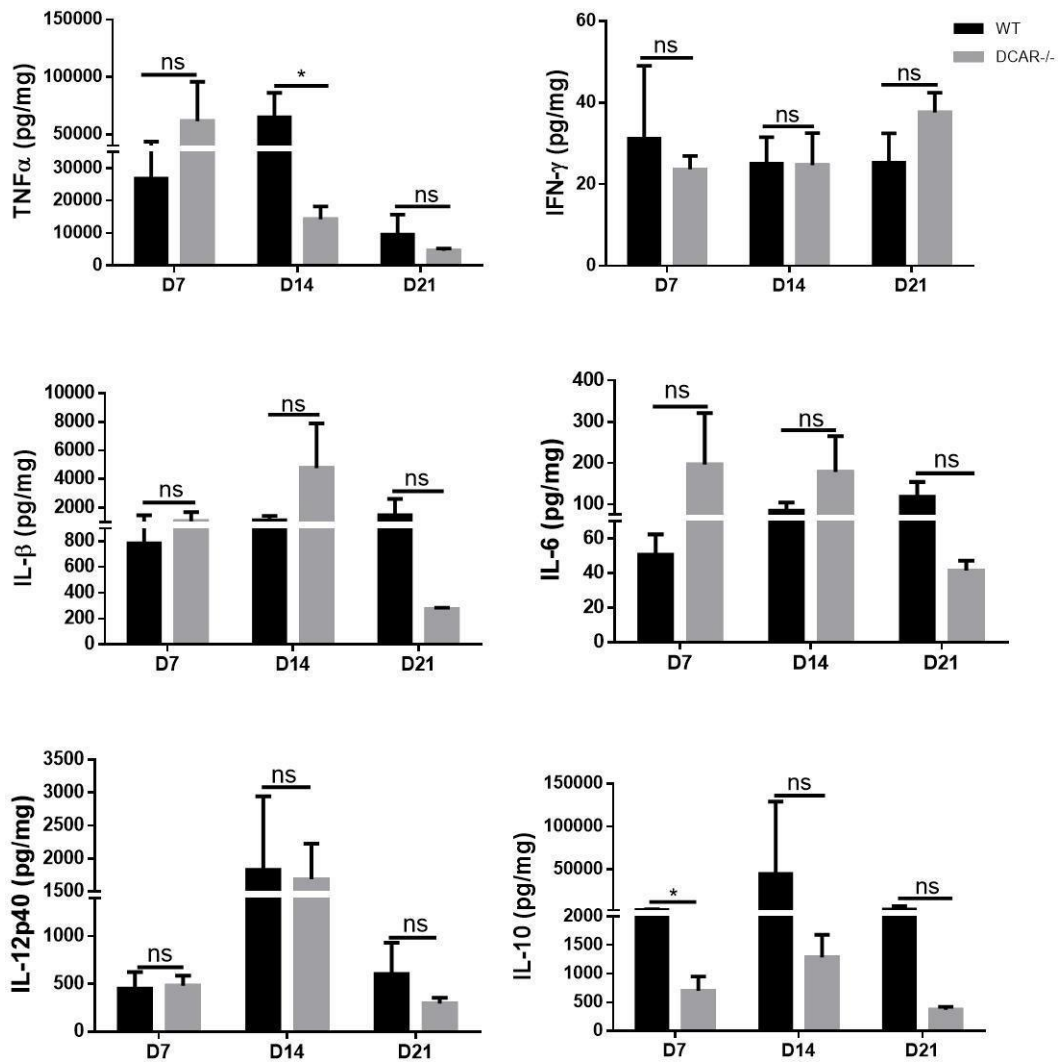 TNFα (pg/mg)
150000
100000
50000
30000
20000
10000
0
ns
*
ns
D7 D14 D21
IFN-γ (pg/mg)
60
40
20
0
ns
ns
ns
D7 D14 D21
WT
DCAR-/-
IL-β (pg/mg)
10000
8000
6000
4000
2000
800
600
400
200
0
ns
ns
ns
D7 D14 D21
IL-6 (pg/mg)
400
300
200
100
60
40
20
0
ns
ns
ns
D7 D14 D21
IL-12p40 (pg/mg)
3500
3000
2500
2000
1500
1000
500
0
ns
ns
ns
D7 D14 D21
IL-10 (pg/mg)
150000
100000
50000
2000
1500
1000
500
0
*
ns
ns
D7 D14 D21